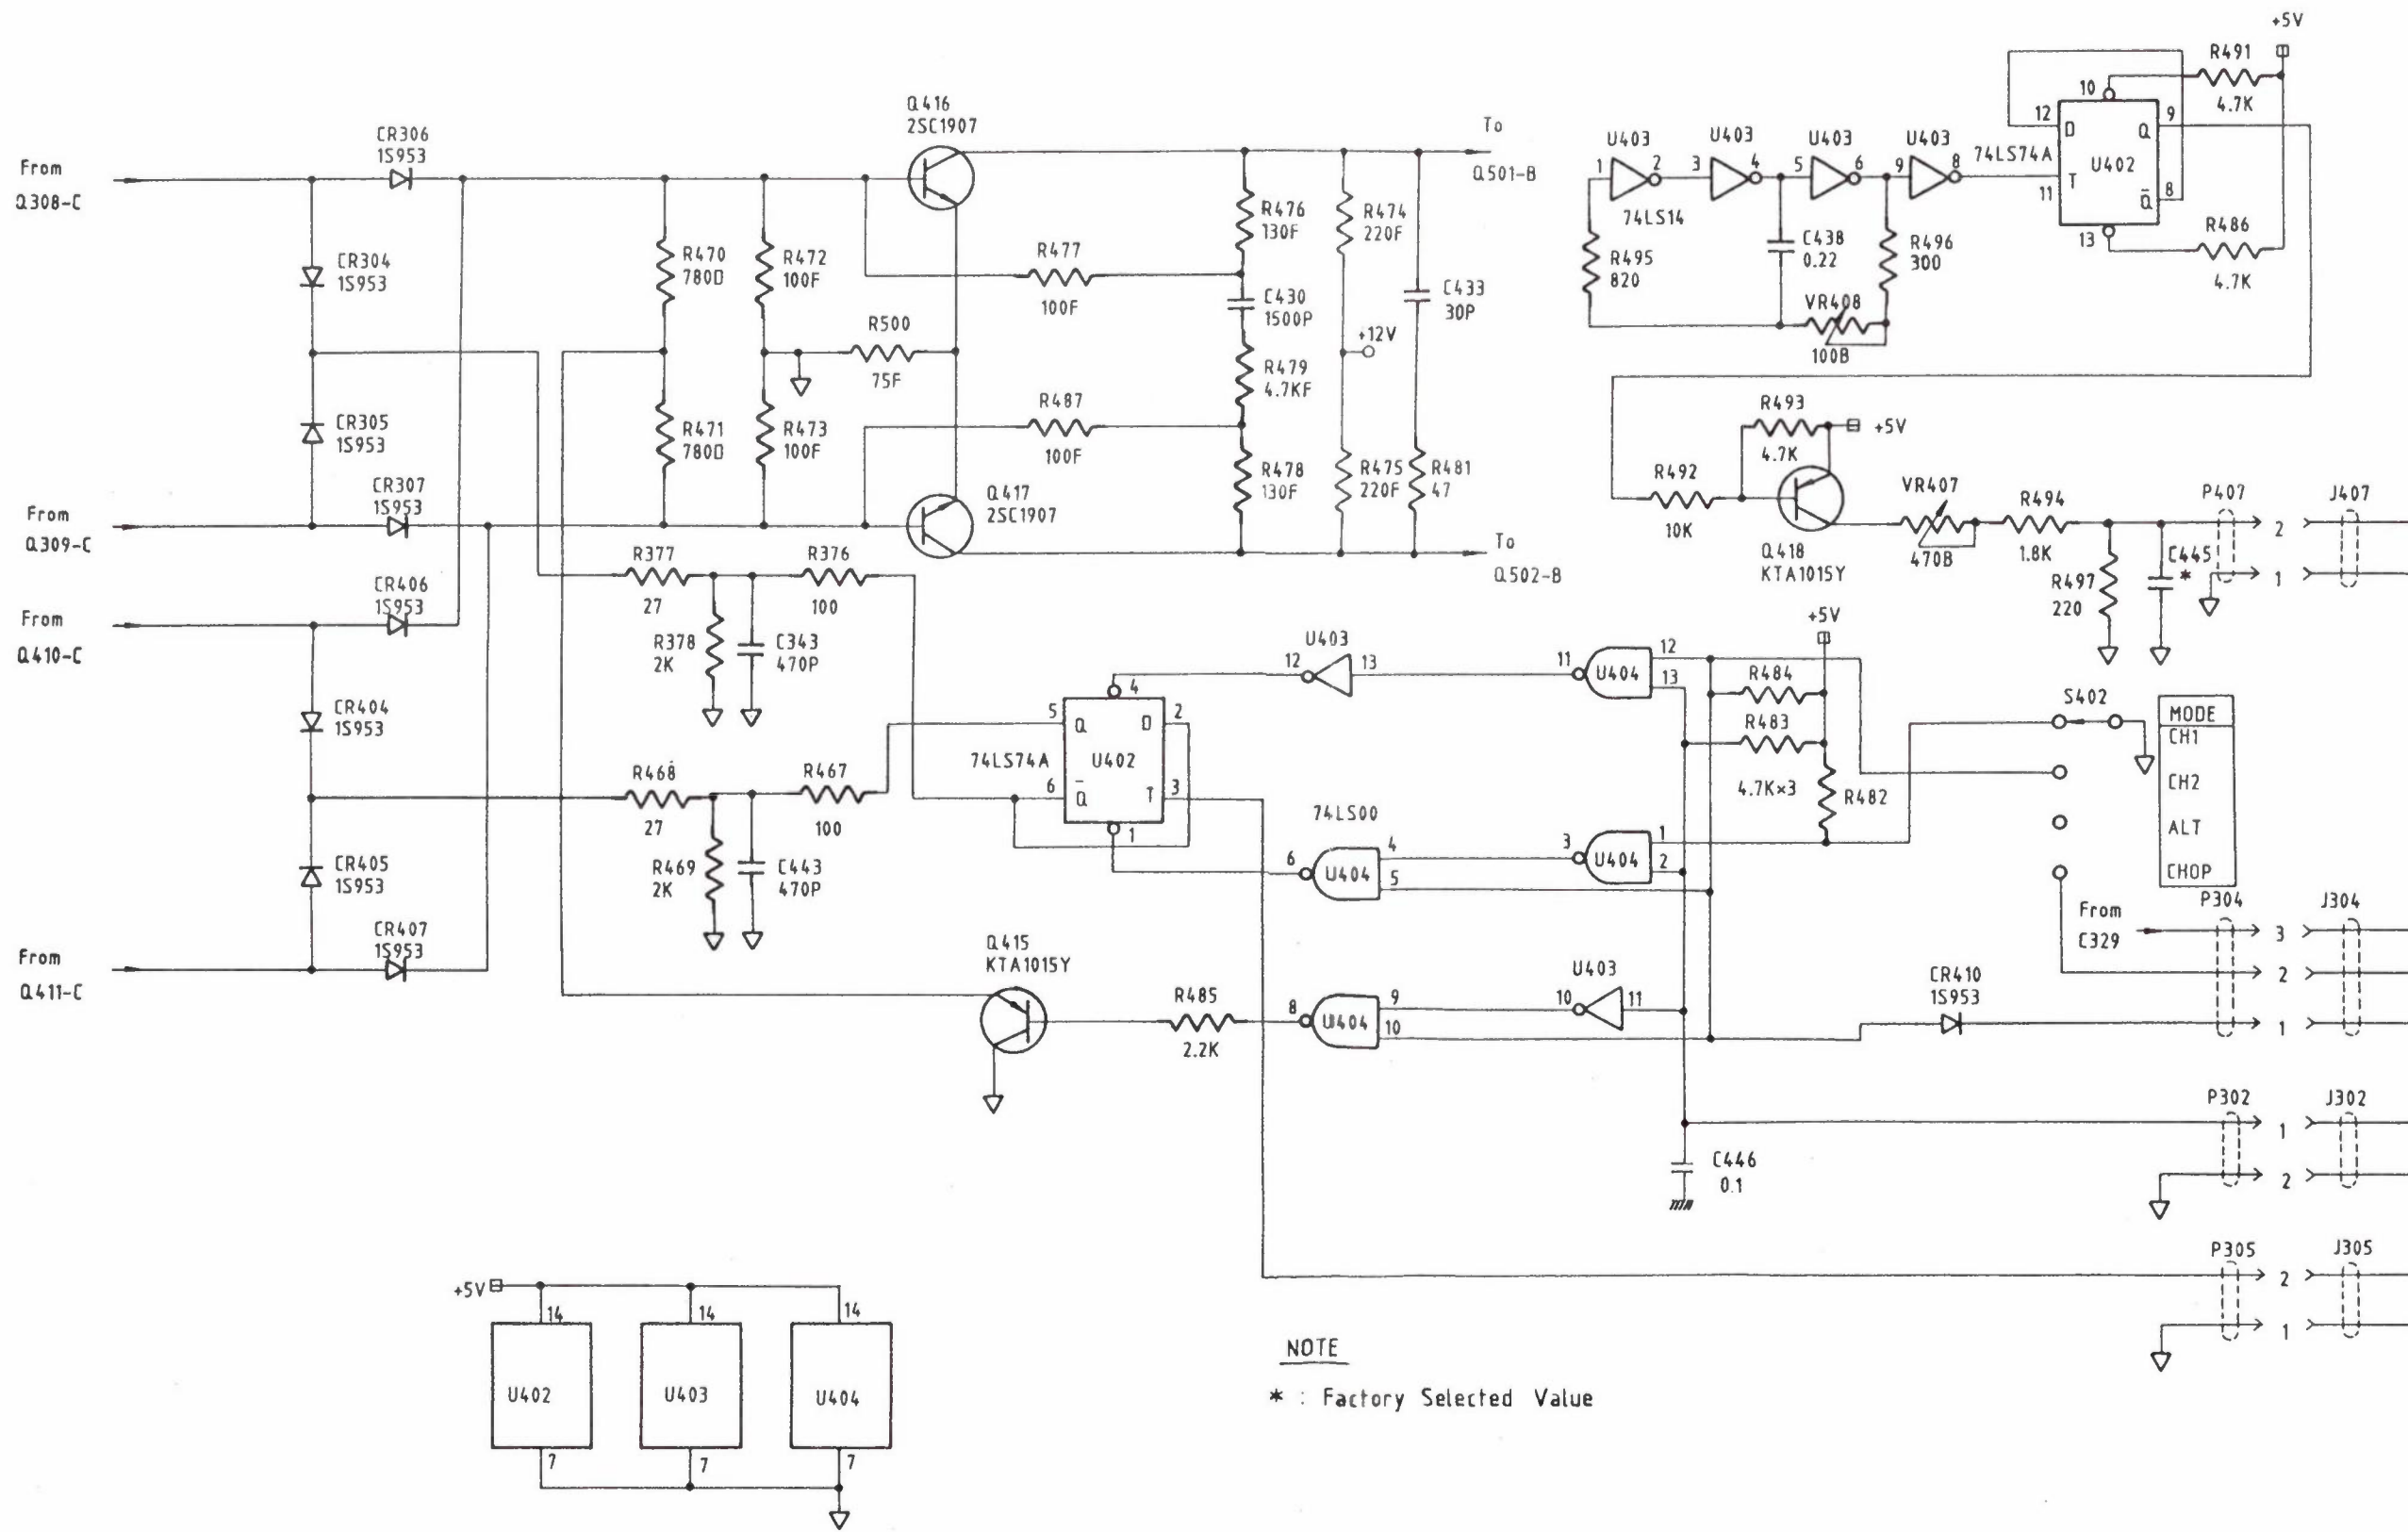 From
Q308-C
CR306
1S953
CR304
1S953
CR305
1S953
CR307
1S953
From
Q309-C
CR406
1S953
From
Q410-C
CR404
1S953
CR405
1S953
CR407
1S953
From
Q411-C
Q416
2SC1907
R470
780D
R472
100F
R471
780D
R473
100F
R500
75F
R477
100F
R487
100F
Q417
2SC1907
R476
130F
C430
1500P
R479
4.7KF
R478
130F
R474
220F
+12V
R475
220F
C433
30P
R481
47
To
Q501-B
To
Q502-B
R377
27
R376
100
R378
2K
C343
470P
R468
27
R467
100
R469
2K
C443
470P
Q415
KTA1015Y
R485
2.2K
U403
1 2
U403
3 4
U403
5 6
U403
9 8
74LS14
R495
820
C438
0.22
R496
300
VR408
100B
74LS74A
U402
12 D
11 T
Q 9
Q̄ 8
10
13
R491
4.7K
+5V
R486
4.7K
R493
4.7K
+5V
R492
10K
Q418
KTA1015Y
VR407
470B
R494
1.8K
R497
220
C445
*
P407 J407
2
1
74LS74A
U402
5 Q
6 Q̄
D 2
T 3
4
1
U403
12 13
U404
11 12 13
+5V
R484
R483
4.7K×3
R482
74LS00
U404
6 4 5
U404
3 1 2
U404
8 9 10
U403
10 11
S402
MODE
CH1
CH2
ALT
CHOP
From
C329
P304 J304
3
2
1
CR410
1S953
P302 J302
1
2
C446
0.1
P305 J305
2
1
+5V
14 14 14
U402 U403 U404
7 7 7
NOTE
* : Factory Selected Value